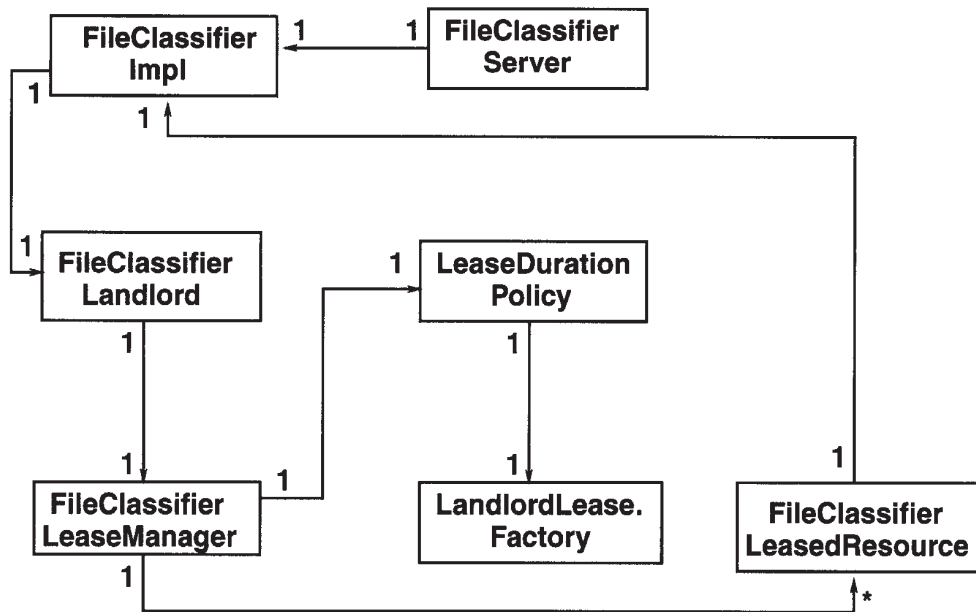 1
1
FileClassifier
Impl
FileClassifier
Server
1
1
1
FileClassifier
Landlord
1
LeaseDuration
Policy
1
1
1
1
1
1
FileClassifier
LeaseManager
LandlordLease.
Factory
FileClassifier
LeasedResource
1
*